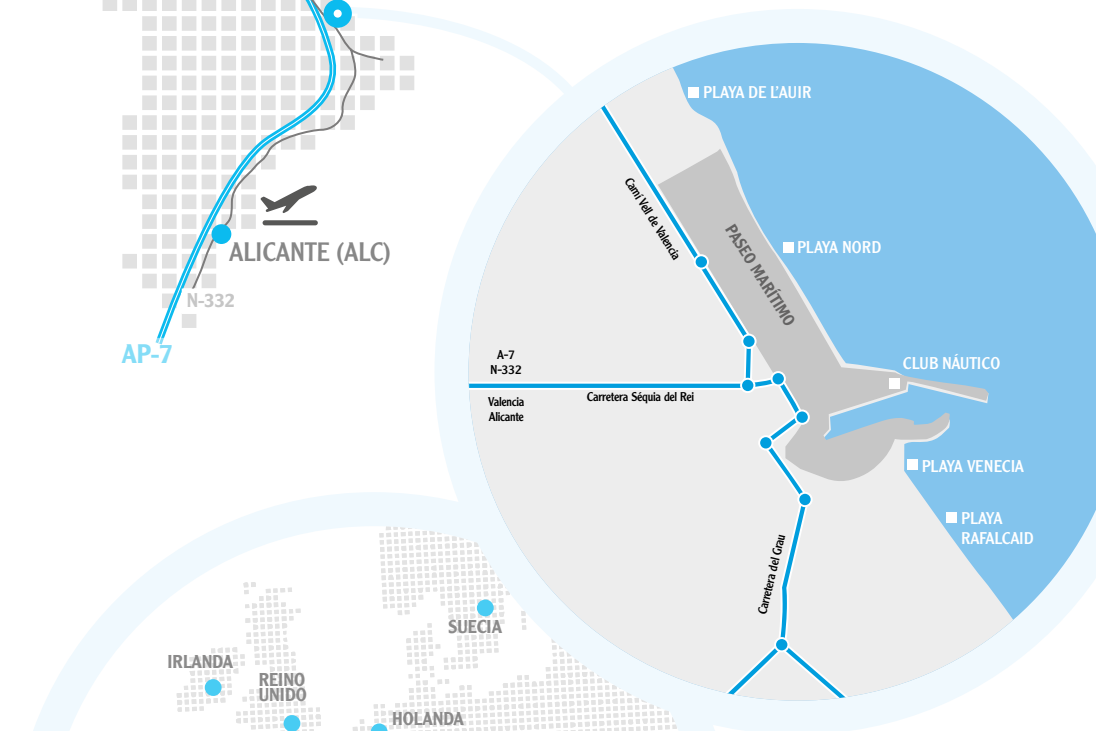 ALICANTE (ALC)
N-332
AP-7
PLAYA DE L'AUIR
Camí Vell de Valencia
PASEO MARÍTIMO
PLAYA NORD
A-7
N-332
Valencia
Alicante
Carretera Séquia del Rei
CLUB NÁUTICO
PLAYA VENECIA
PLAYA
RAFALCAID
Carretera del Grau
SUECIA
IRLANDA
REINO
UNIDO
HOLANDA